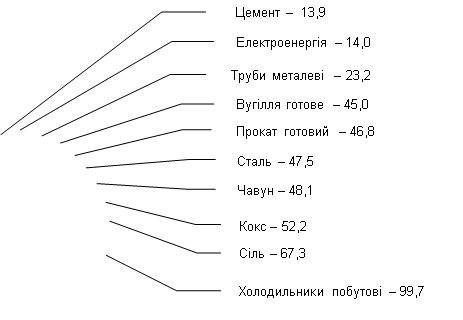 Цемент – 13,9
Електроенергія – 14,0
Труби металеві – 23,2
Вугілля готове – 45,0
Прокат готовий – 46,8
Сталь – 47,5
Чавун – 48,1
Кокс – 52,2
Сіль – 67,3
Холодильники побутові – 99,7